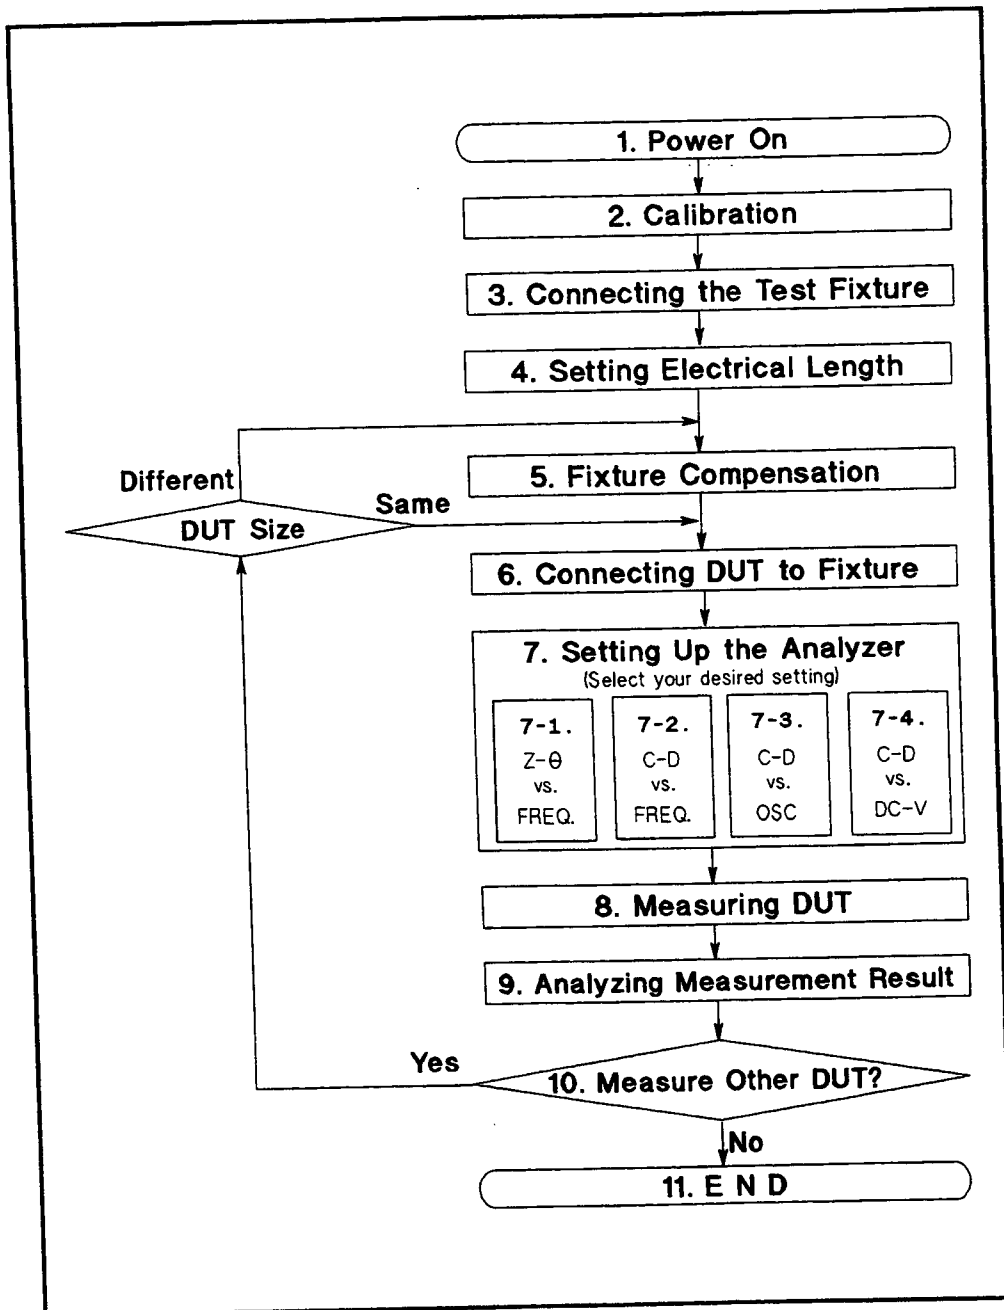 1. Power On
2. Calibration
3. Connecting the Test Fixture
4. Setting Electrical Length
Different
5. Fixture Compensation
Same
DUT Size
6. Connecting DUT to Fixture
7. Setting Up the Analyzer
(Select your desired setting)
7-1.
Z-θ
vs.
FREQ.
7-2.
C-D
vs.
FREQ.
7-3.
C-D
vs.
OSC
7-4.
C-D
vs.
DC-V
8. Measuring DUT
9. Analyzing Measurement Result
Yes
10. Measure Other DUT?
No
11. E N D